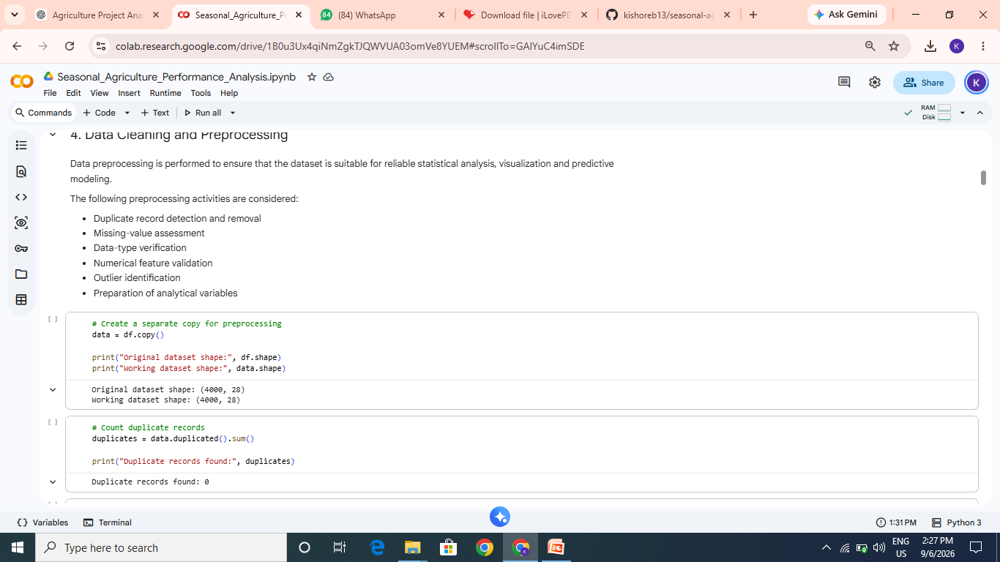 Agriculture Project Ana
Seasonal_Agriculture_P
84
(84) WhatsApp
Download file | iLovePD
kishoreb13/seasonal-ag
Ask Gemini
colab.research.google.com/drive/1B0u3Ux4qiNmZgkTJQWVUA03omVe8YUEM#scrollTo=GAlYuC4imSDE
K
CO
Seasonal_Agriculture_Performance_Analysis.ipynb
Share
K
File Edit View Insert Runtime Tools Help
Commands + Code + Text Run all
RAM
Disk
4. Data Cleaning and Preprocessing
Data preprocessing is performed to ensure that the dataset is suitable for reliable statistical analysis, visualization and predictive
modeling.
The following preprocessing activities are considered:
• Duplicate record detection and removal
• Missing-value assessment
• Data-type verification
• Numerical feature validation
• Outlier identification
• Preparation of analytical variables
[ ]
# Create a separate copy for preprocessing
data = df.copy()
print("Original dataset shape:", df.shape)
print("Working dataset shape:", data.shape)
Original dataset shape: (4000, 28)
Working dataset shape: (4000, 28)
[ ]
# Count duplicate records
duplicates = data.duplicated().sum()
print("Duplicate records found:", duplicates)
Duplicate records found: 0
{} Variables Terminal
1:31 PM Python 3
Type here to search
ENG
US
2:27 PM
9/6/2026